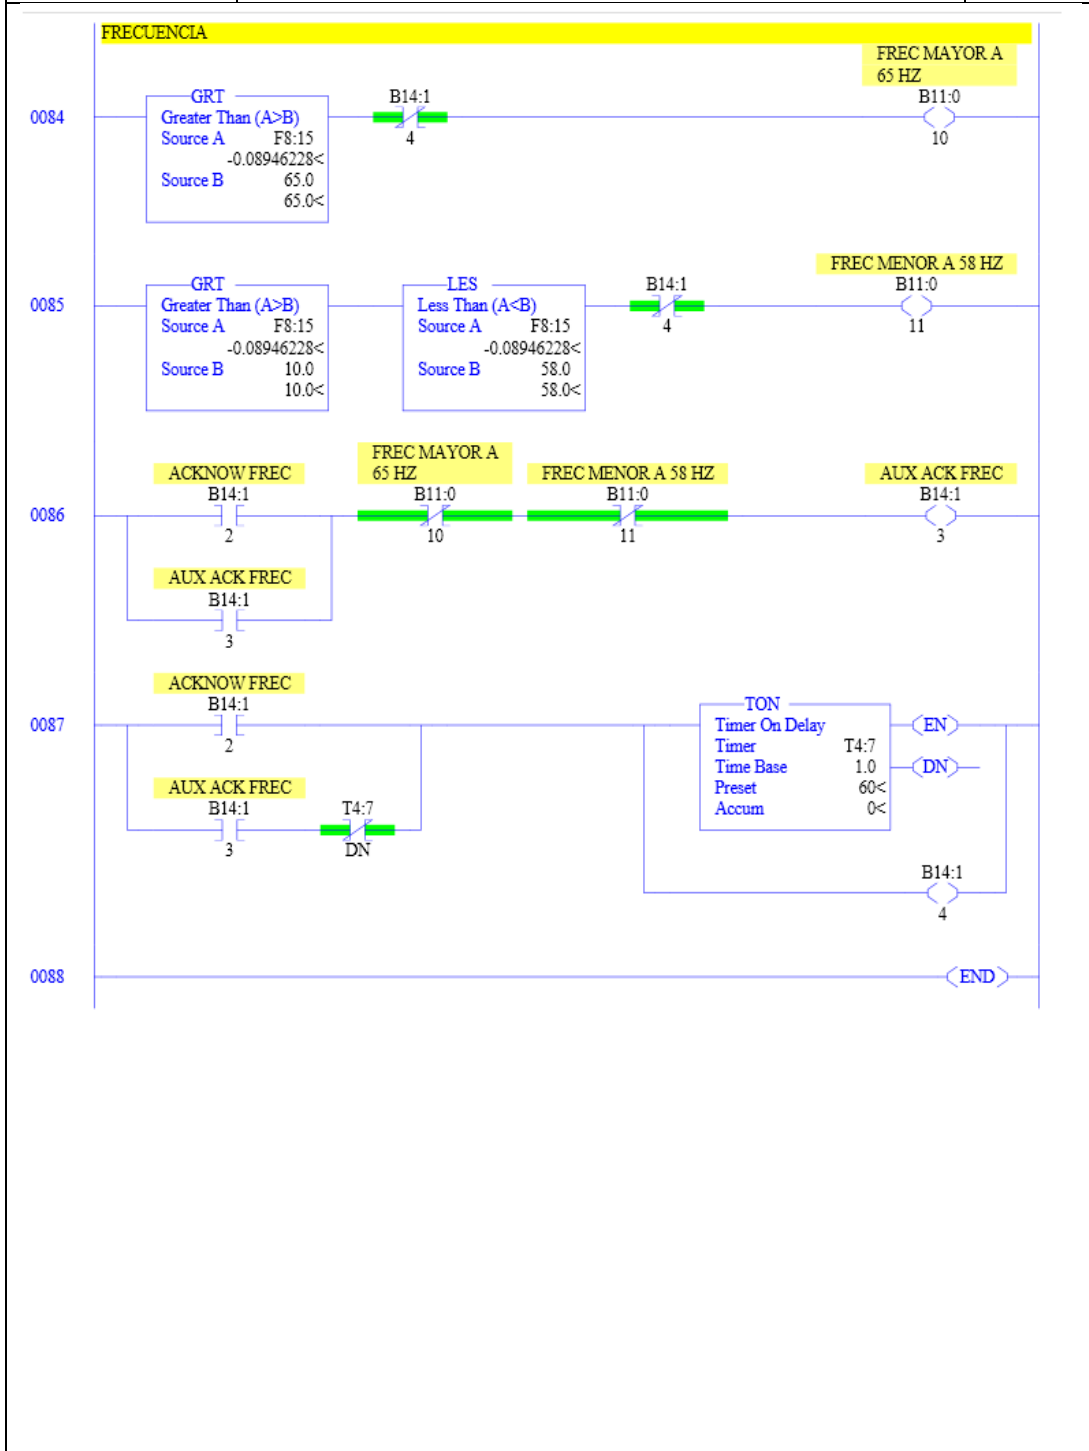 FRECUENCIA
FREC MAYOR A
65 HZ
0084
GRT
Greater Than (A>B)
Source A F8:15
-0.08946228<
Source B 65.0
65.0<
B14:1
4
B11:0
10
FREC MENOR A 58 HZ
0085
GRT
Greater Than (A>B)
Source A F8:15
-0.08946228<
Source B 10.0
10.0<
LES
Less Than (A<B)
Source A F8:15
-0.08946228<
Source B 58.0
58.0<
B14:1
4
B11:0
11
0086
ACKNOW FREC
B14:1
2
FREC MAYOR A
65 HZ
B11:0
10
FREC MENOR A 58 HZ
B11:0
11
AUX ACK FREC
B14:1
3
AUX ACK FREC
B14:1
3
0087
ACKNOW FREC
B14:1
2
AUX ACK FREC
B14:1
3
T4:7
DN
TON
Timer On Delay
Timer T4:7
Time Base 1.0
Preset 60<
Accum 0<
EN
DN
B14:1
4
0088
END